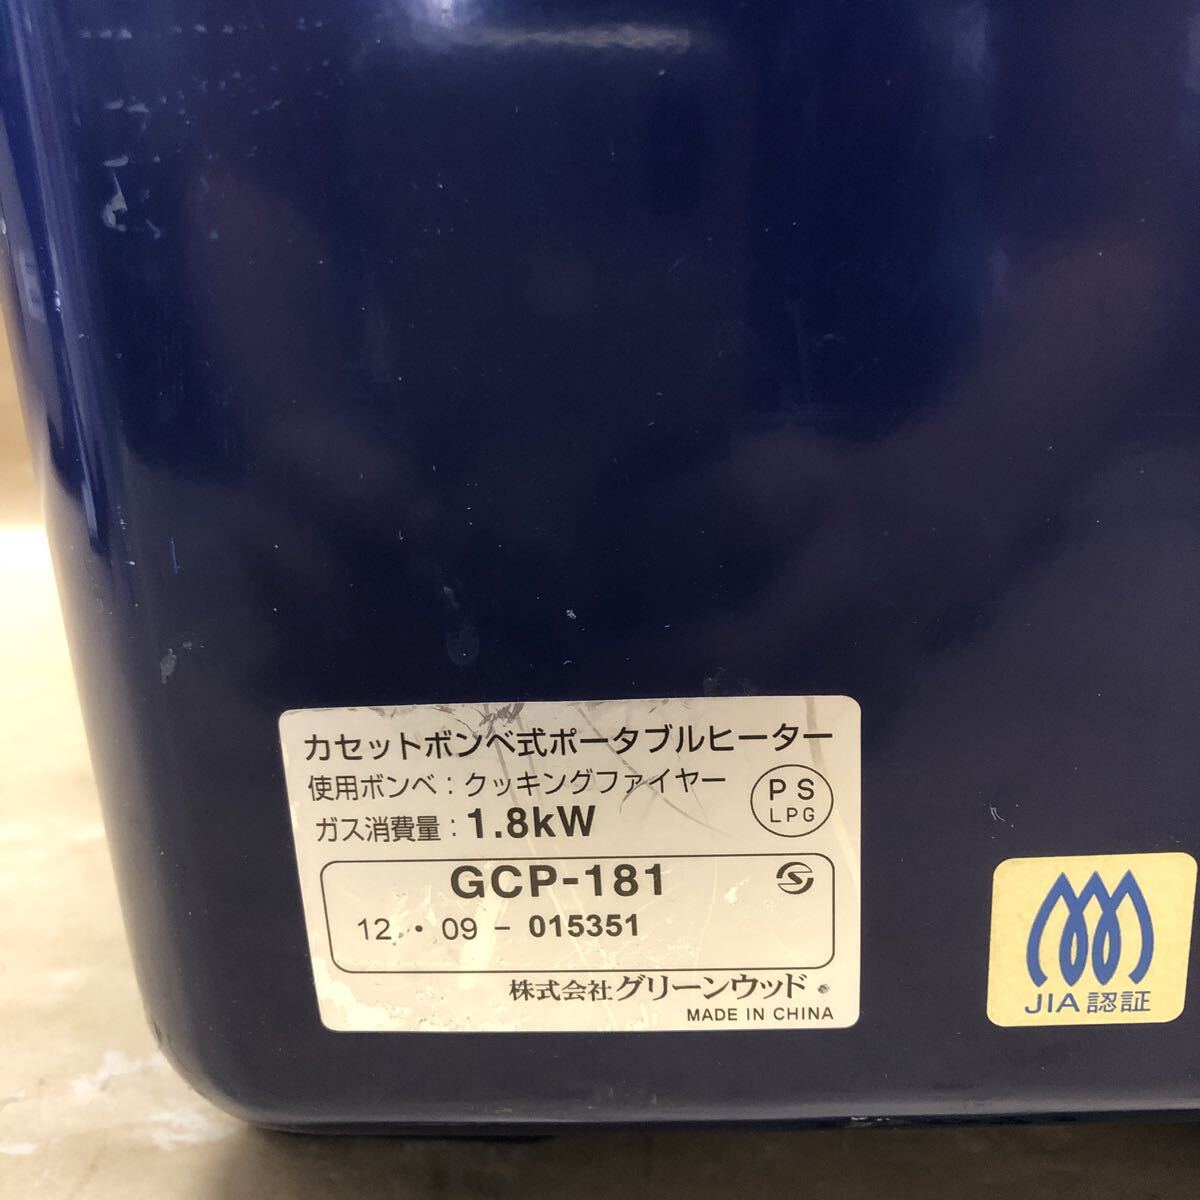 カセットボンベ式ポータブルヒーター
使用ボンベ：クッキングファイヤー
ガス消費量：1.8kW
PS
LPG
GCP-181
12.・09－015351
株式会社グリーンウッド
MADE IN CHINA
JIA認証